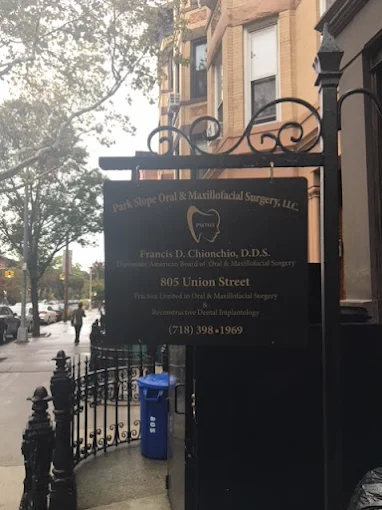 Park Slope Oral & Maxillofacial Surgery, LLC.
Francis D. Chionchio, D.D.S.
Diplomate American Board of Oral & Maxillofacial Surgery
805 Union Street
Practice Limited to Oral & Maxillofacial Surgery
&
Reconstructive Dental Implantology
(718) 398•1969
805